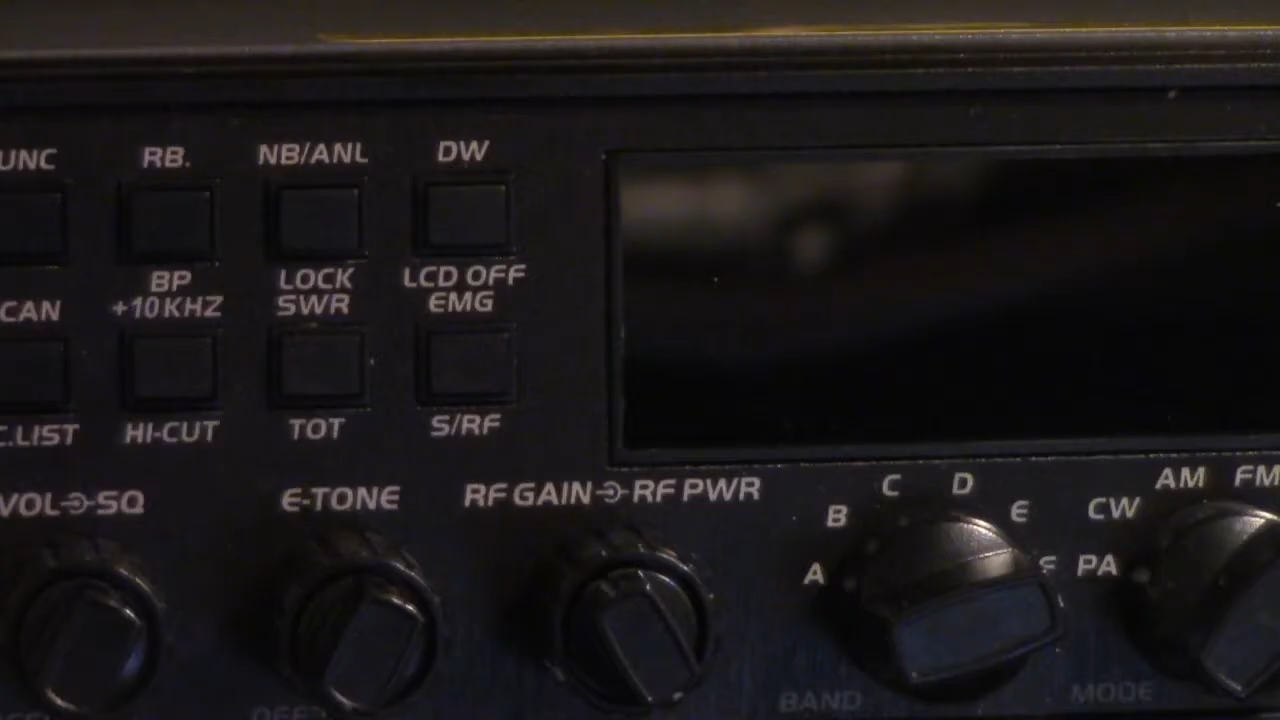 UNC RB. NB/ANL DW
BP LOCK LCD OFF
CAN +10KHZ SWR EMG
C.LIST HI-CUT TOT S/RF
VOL SQ E-TONE RF GAIN RF PWR
C D AM FM
B E CW
A F PA
BAND MODE